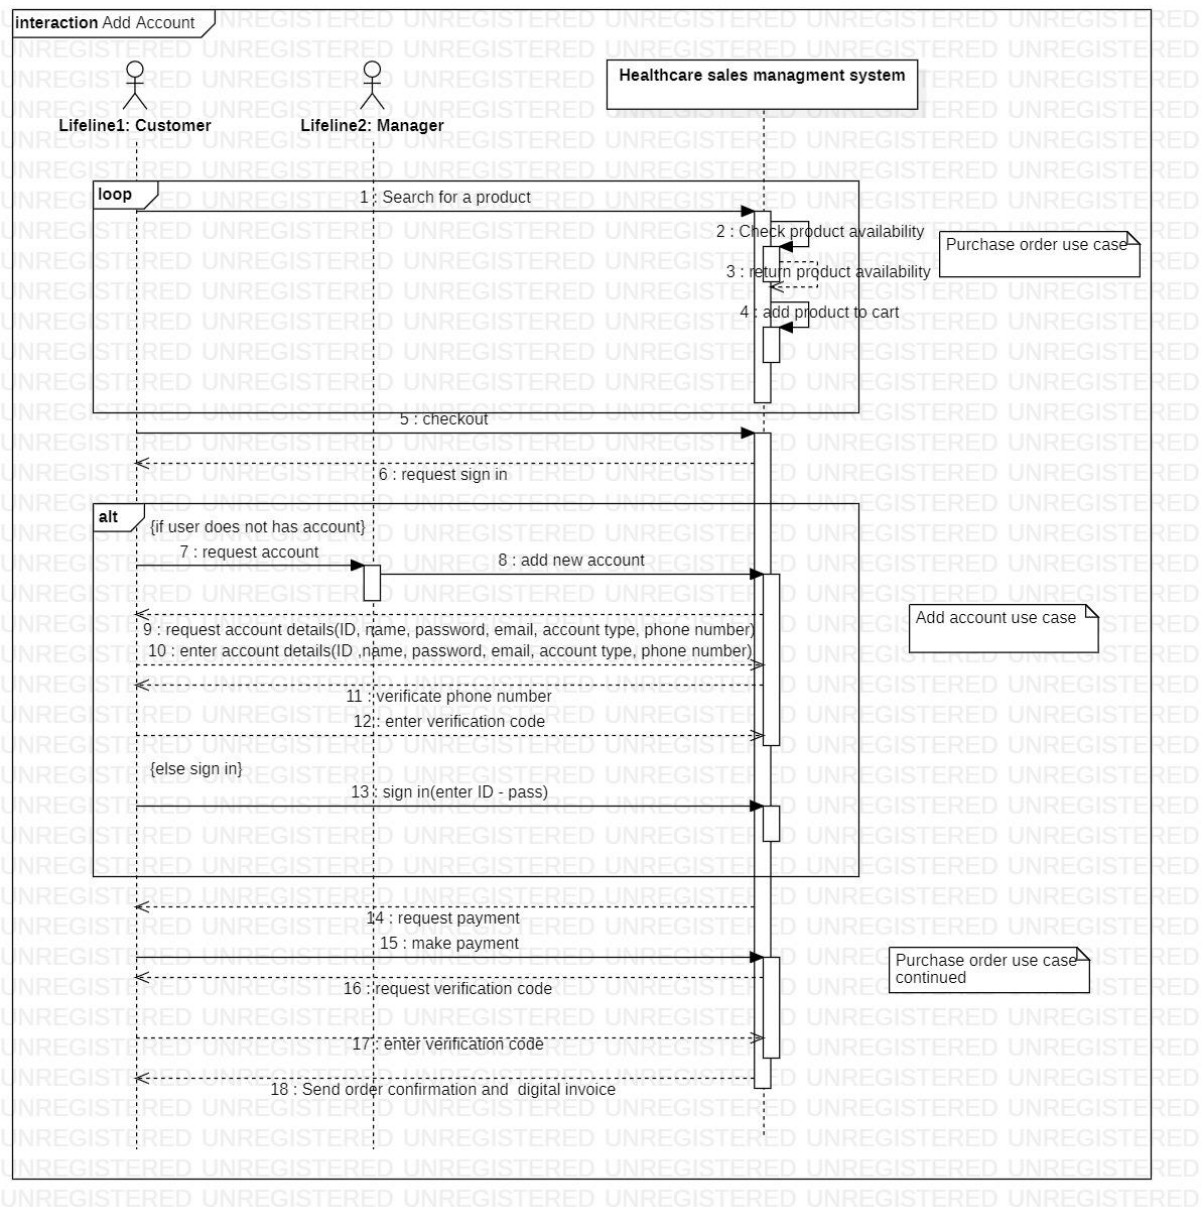 interaction Add Account
Lifeline1: Customer
Lifeline2: Manager
Healthcare sales managment system
loop
1 : Search for a product
2 : Check product availability
Purchase order use case
3 : return product availability
4 : add product to cart
5 : checkout
6 : request sign in
alt
{if user does not has account}
7 : request account
8 : add new account
9 : request account details(ID, name, password, email, account type, phone number)
Add account use case
10 : enter account details(ID ,name, password, email, account type, phone number)
11 : verificate phone number
12 : enter verification code
{else sign in}
13 : sign in(enter ID - pass)
14 : request payment
15 : make payment
Purchase order use case
continued
16 : request verification code
17 : enter verification code
18 : Send order confirmation and  digital invoice
UNREGISTERED UNREGISTERED UNREGISTERED UNREGISTERED UNREGISTERED UNREGISTERED